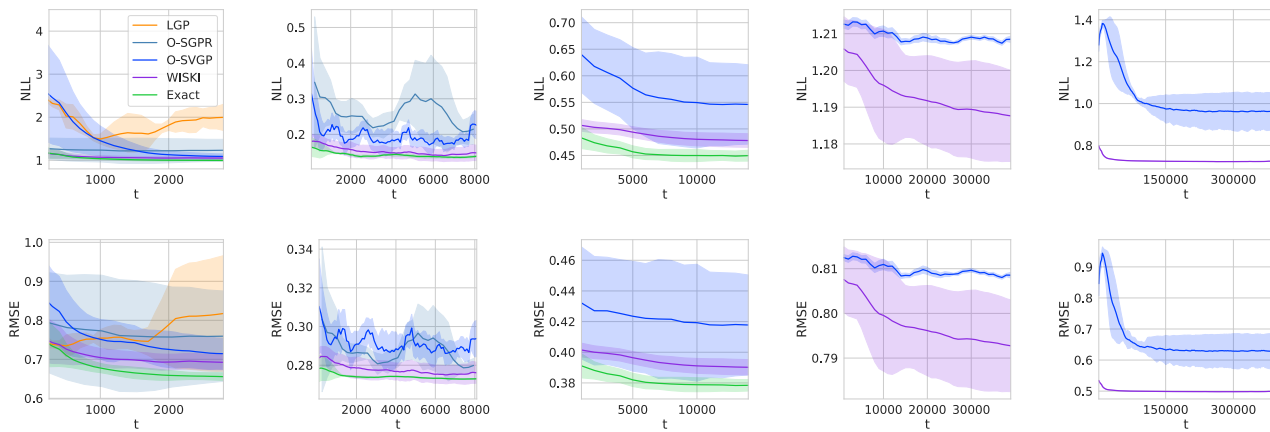 LGP
O-SGPR
O-SVGP
WISKI
Exact
NLL
4
3
2
1
1000 2000
t
NLL
0.5
0.4
0.3
0.2
2000 4000 6000 8000
t
NLL
0.70
0.65
0.60
0.55
0.50
0.45
5000 10000
t
NLL
1.21
1.20
1.19
1.18
10000 20000 30000
t
NLL
1.4
1.2
1.0
0.8
150000 300000
t
RMSE
1.0
0.9
0.8
0.7
0.6
1000 2000
t
RMSE
0.34
0.32
0.30
0.28
2000 4000 6000 8000
t
RMSE
0.46
0.44
0.42
0.40
0.38
5000 10000
t
RMSE
0.81
0.80
0.79
10000 20000 30000
t
RMSE
0.9
0.8
0.7
0.6
0.5
150000 300000
t